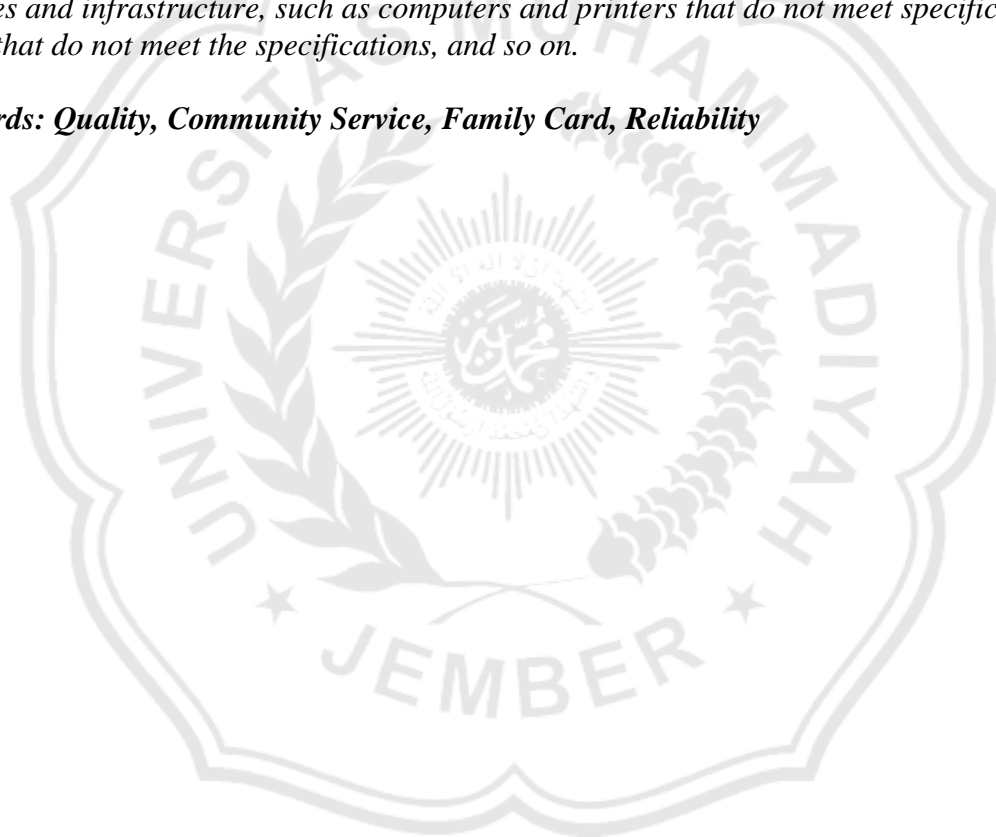 es and infrastructure, such as computers and printers that do not meet specific
that do not meet the specifications, and so on.
rds: Quality, Community Service, Family Card, Reliability
UNIVERSITAS MUHAMMADIYAH
JEMBER